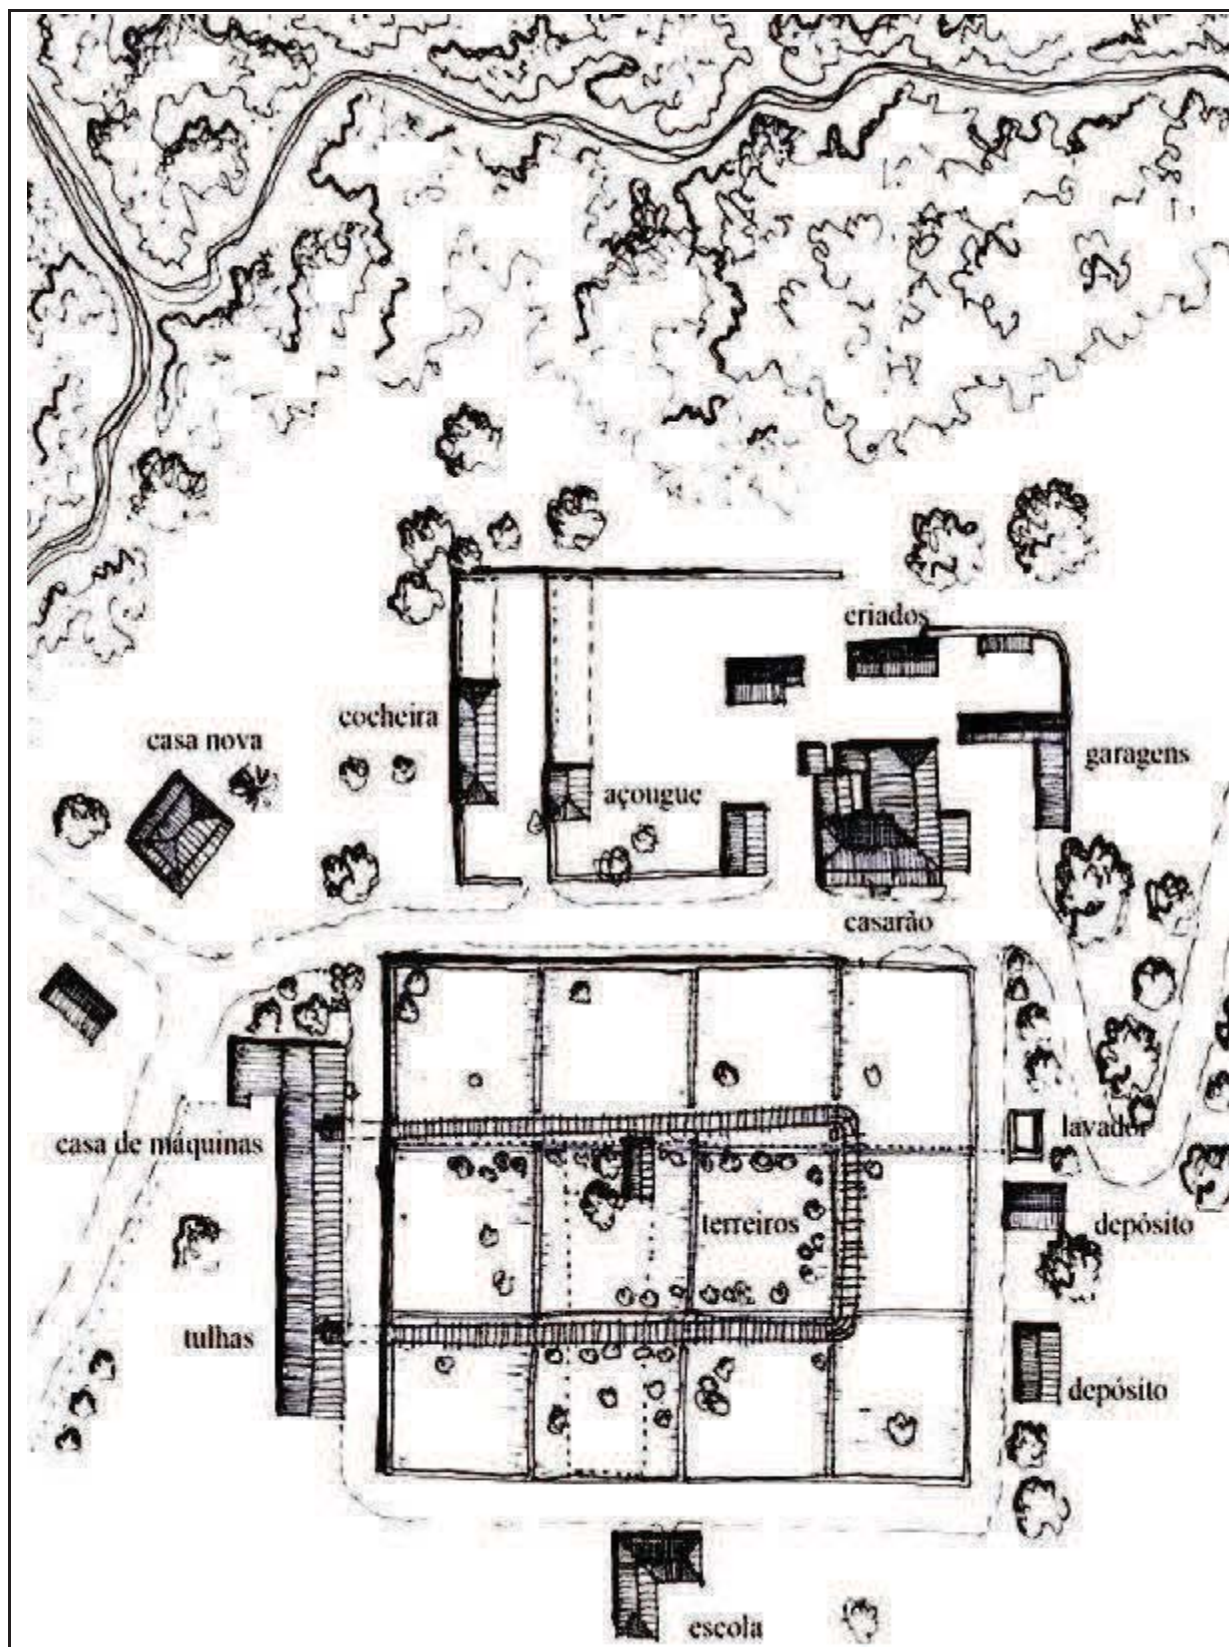 criados
cocheira
casa nova
garagens
açougue
casarão
lavador
casa de máquinas
terreiros
depósito
tulhas
depósito
escola